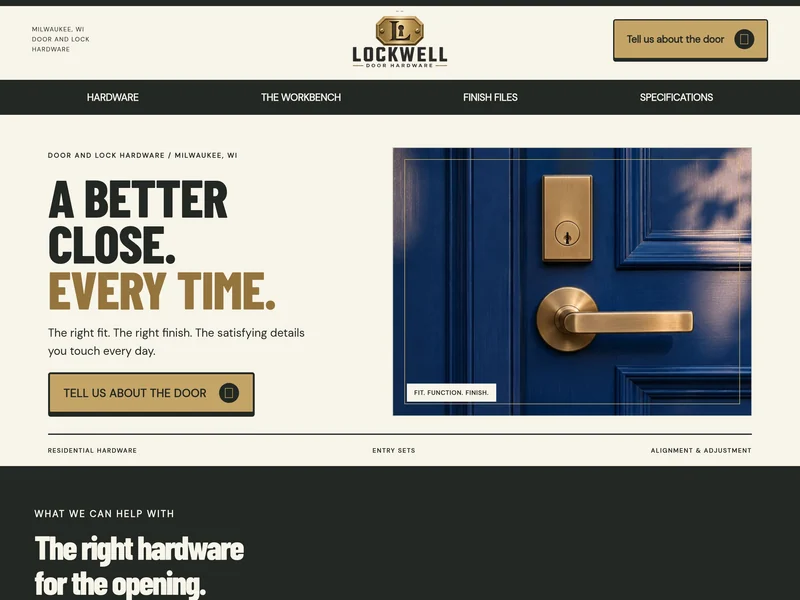 MILWAUKEE, WI
DOOR AND LOCK
HARDWARE
L
LOCKWELL
DOOR HARDWARE
Tell us about the door
HARDWARE
THE WORKBENCH
FINISH FILES
SPECIFICATIONS
DOOR AND LOCK HARDWARE / MILWAUKEE, WI
A BETTER
CLOSE.
EVERY TIME.
The right fit. The right finish. The satisfying details
you touch every day.
TELL US ABOUT THE DOOR
FIT. FUNCTION. FINISH.
RESIDENTIAL HARDWARE
ENTRY SETS
ALIGNMENT & ADJUSTMENT
WHAT WE CAN HELP WITH
The right hardware
for the opening.